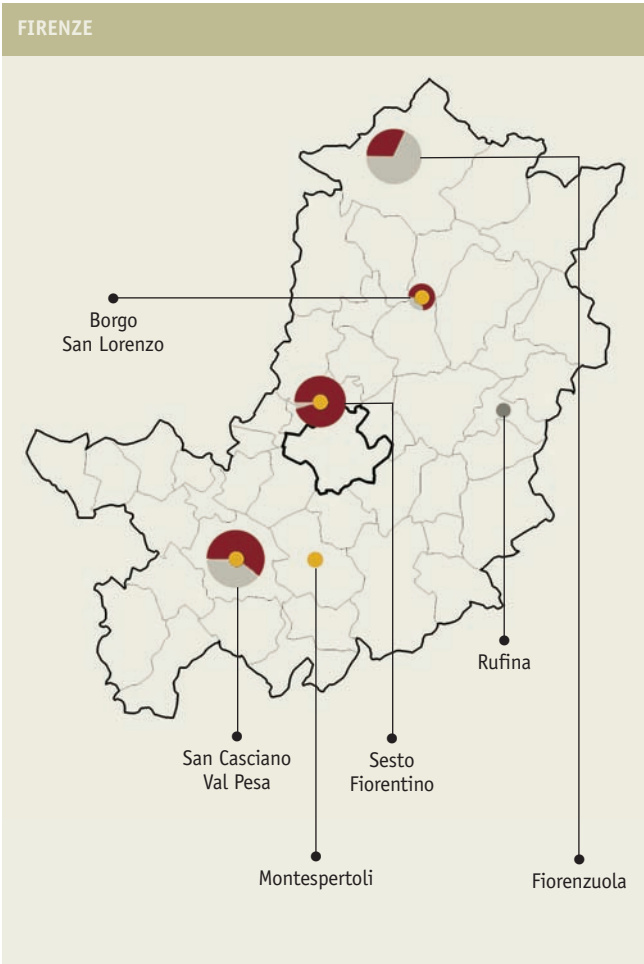 FIRENZE
Borgo
San Lorenzo
Rufina
San Casciano
Val Pesa
Sesto
Fiorentino
Montespertoli
Fiorenzuola